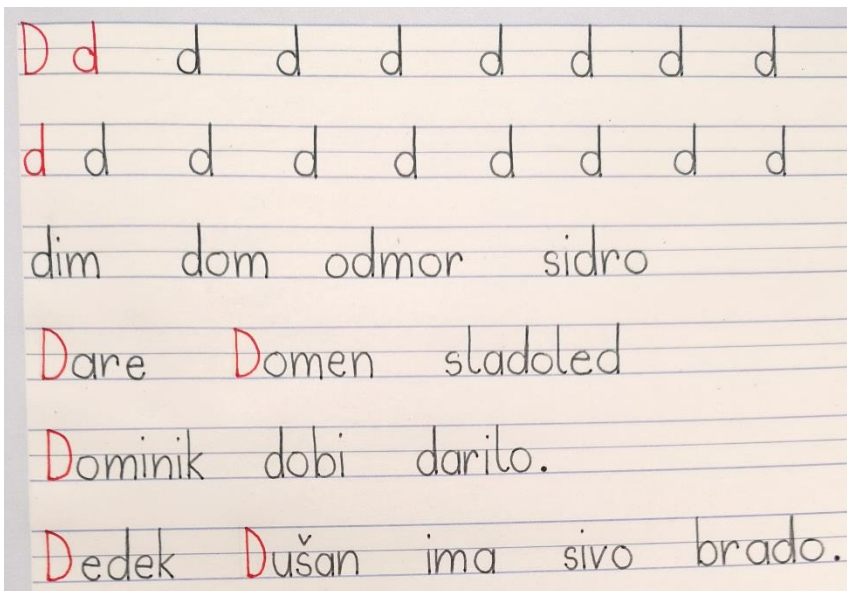 D d d d d d d d d
d d d d d d d d d
dim dom odmor sidro
Dare Domen sladoled
Dominik dobi darilo.
Dedek Dušan ima sivo brado.